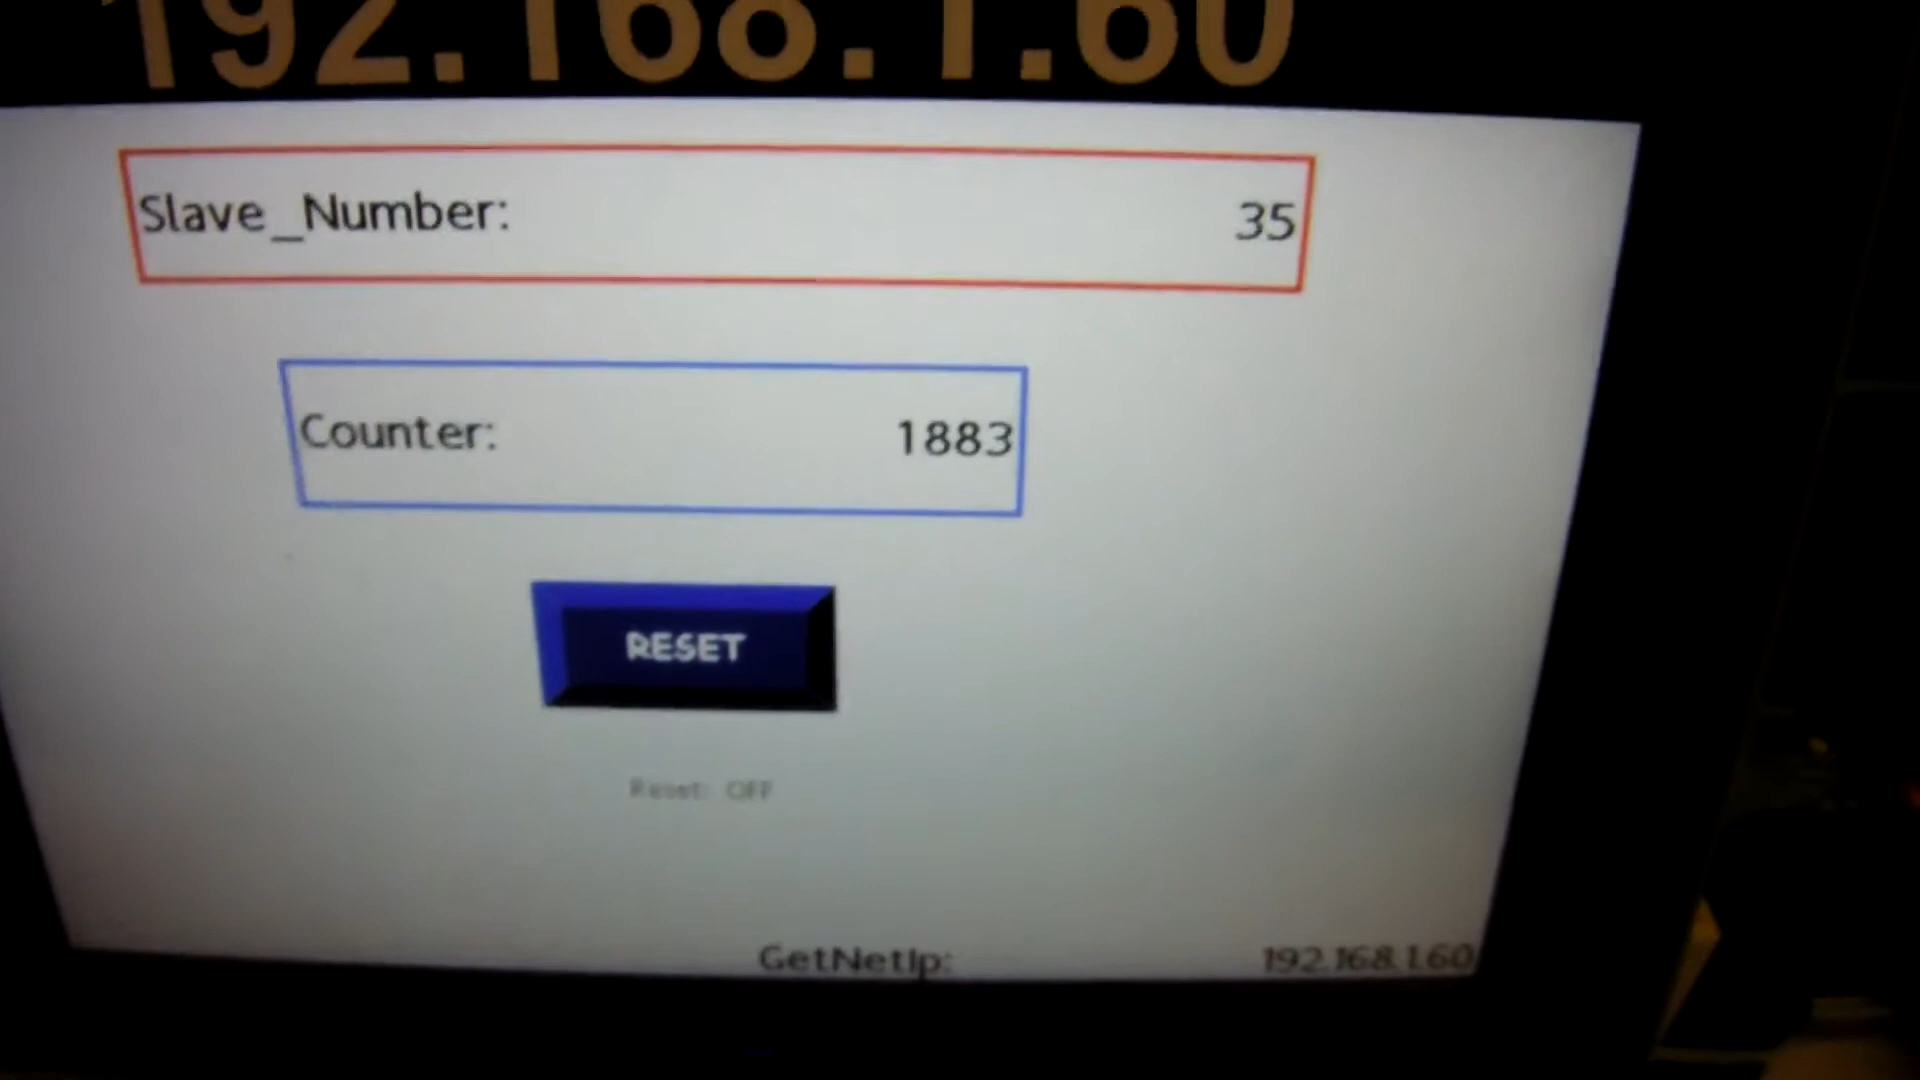 192.168.1.60
Slave_Number: 35
Counter: 1883
RESET
Reset: OFF
GetNetIp: 192.168.1.60